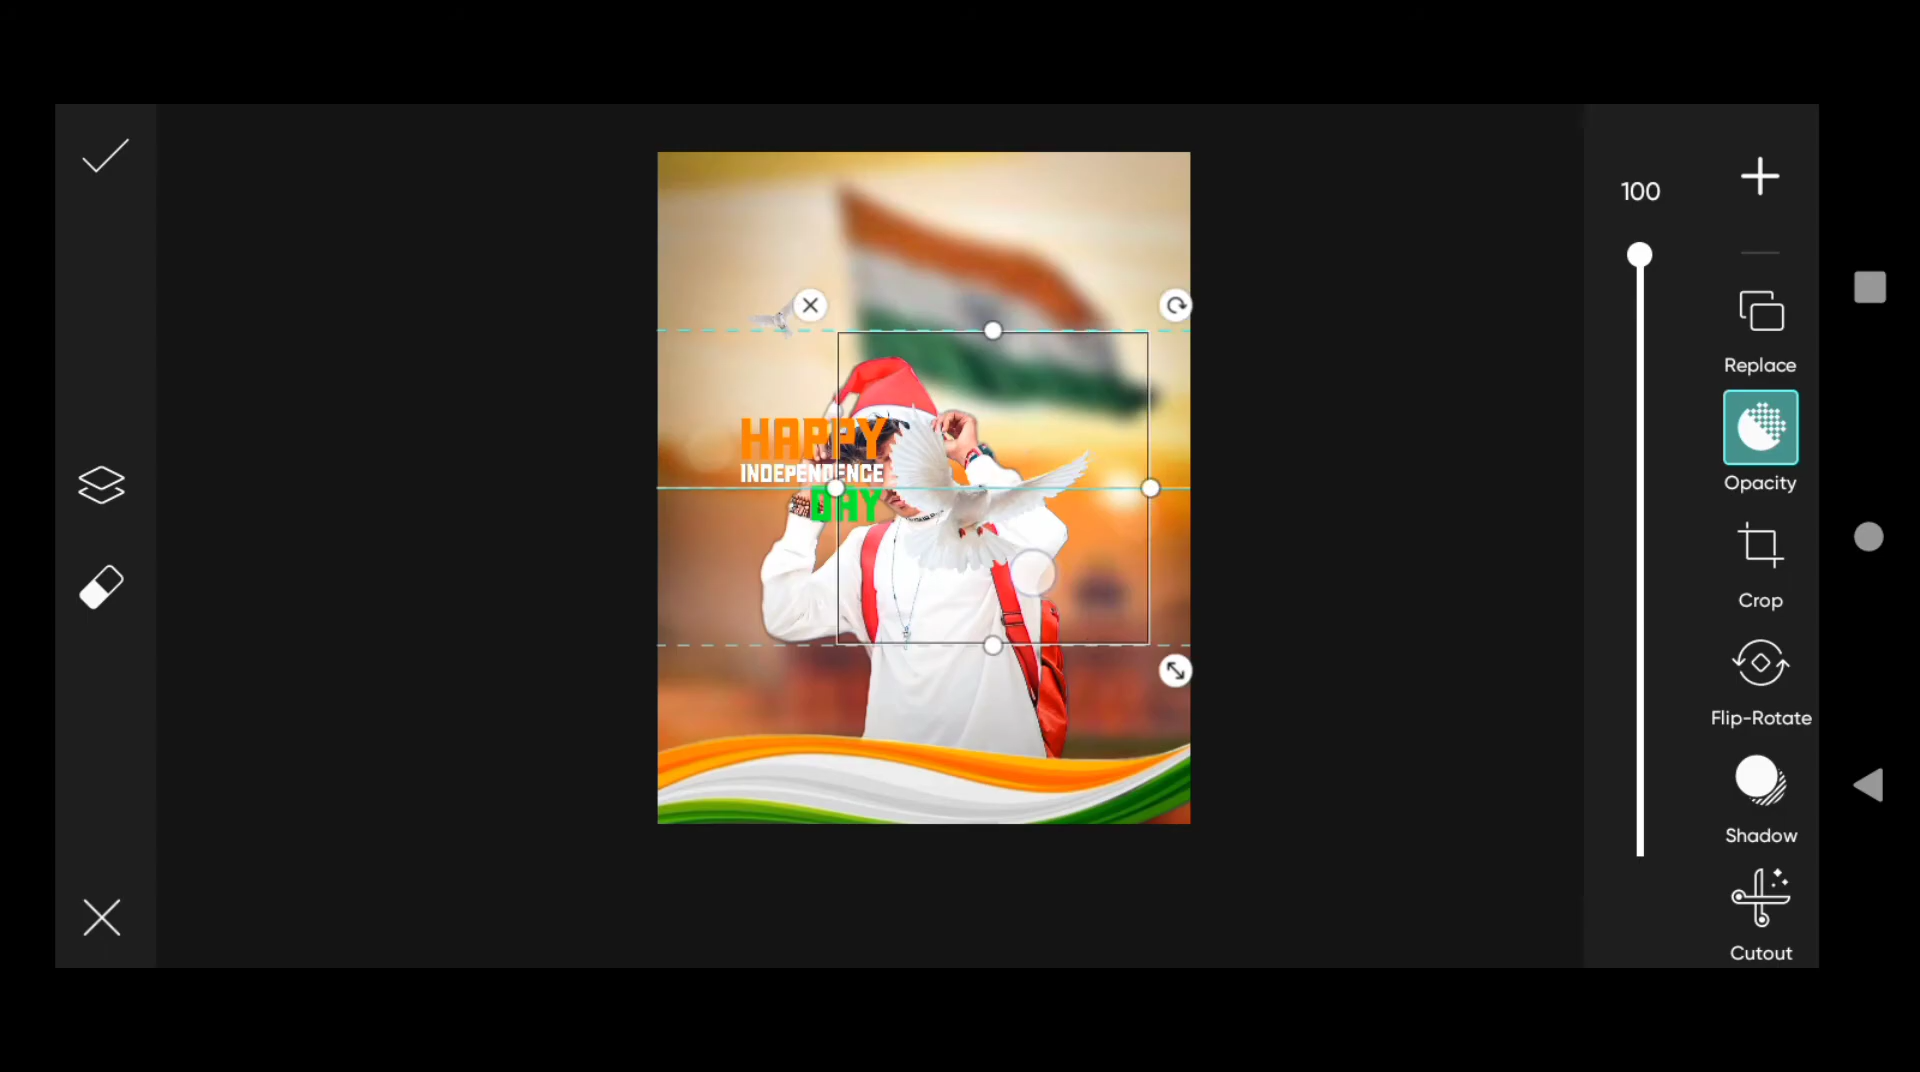 100
Replace
Opacity
Crop
Flip-Rotate
Shadow
Cutout
HAPPY
INDEPENDENCE
DAY